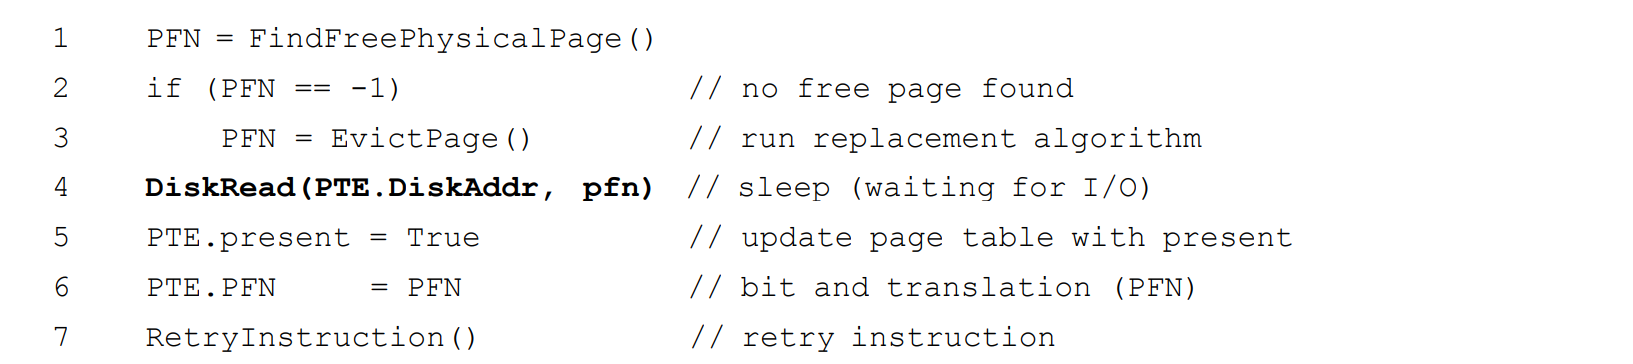 1 PFN = FindFreePhysicalPage()
2 if (PFN == -1) // no free page found
3 PFN = EvictPage() // run replacement algorithm
4 DiskRead(PTE.DiskAddr, pfn) // sleep (waiting for I/O)
5 PTE.present = True // update page table with present
6 PTE.PFN = PFN // bit and translation (PFN)
7 RetryInstruction() // retry instruction